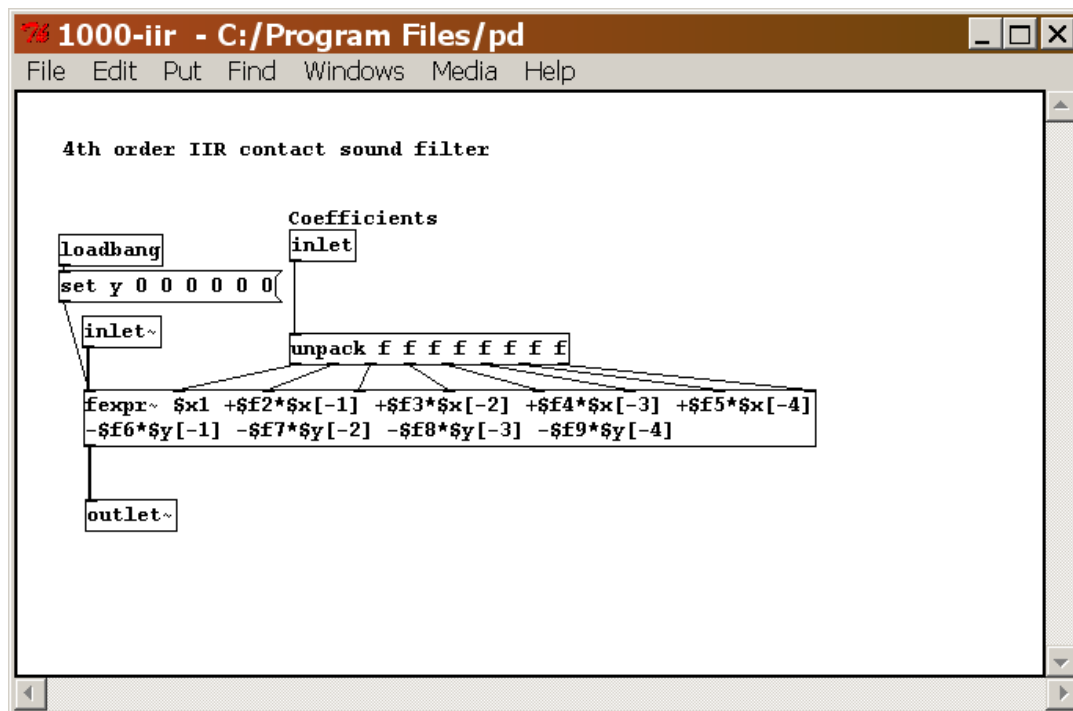 1000-iir - C:/Program Files/pd
File Edit Put Find Windows Media Help
4th order IIR contact sound filter
Coefficients
loadbang
inlet
set y 0 0 0 0 0 0
inlet~
unpack f f f f f f f f
fexpr~ $x1 +$f2*$x[-1] +$f3*$x[-2] +$f4*$x[-3] +$f5*$x[-4]
-$f6*$y[-1] -$f7*$y[-2] -$f8*$y[-3] -$f9*$y[-4]
outlet~